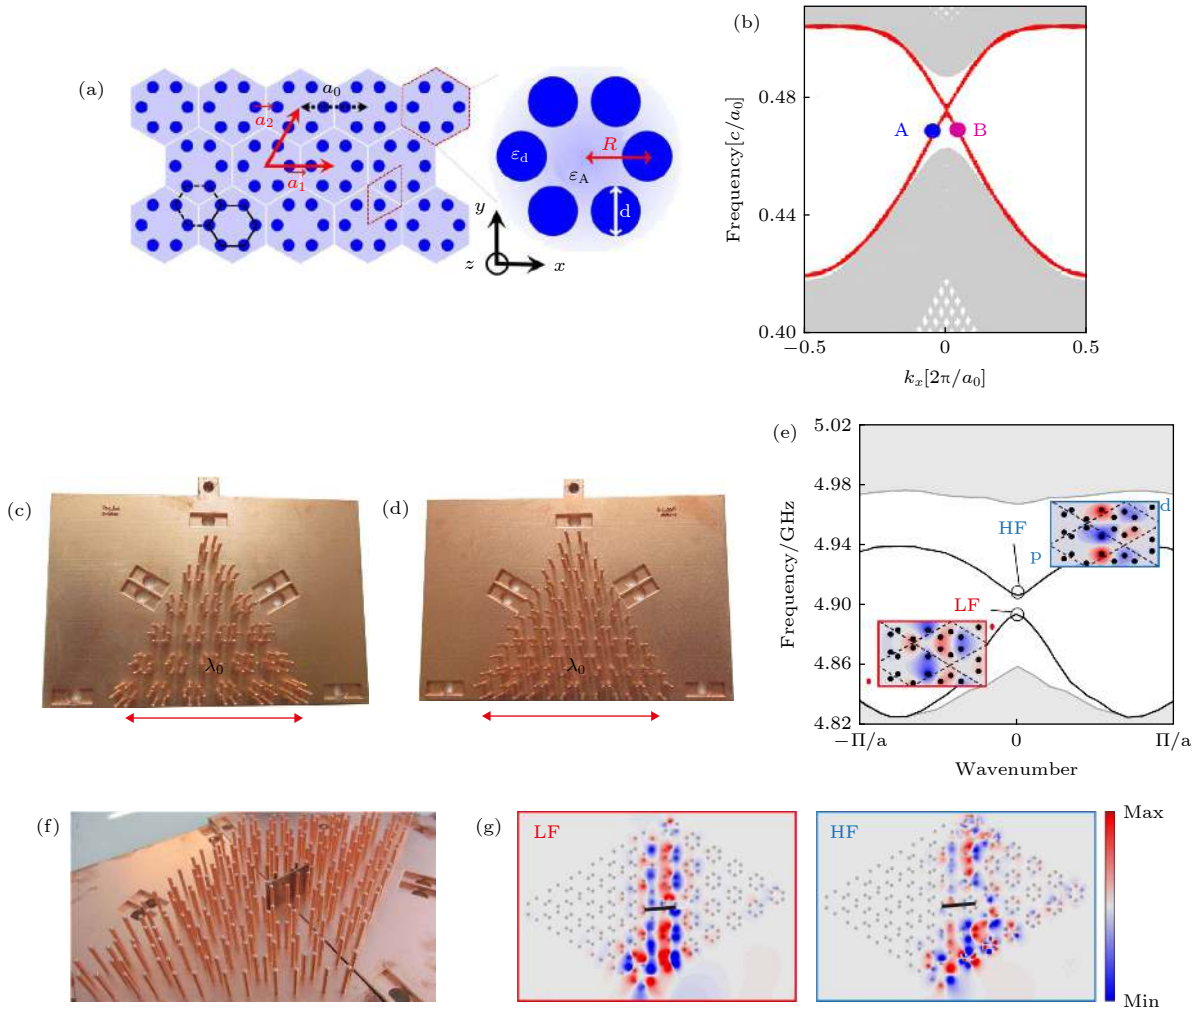 (a)
a₀
a₂
a₁
ε_d
ε_A
R
d
y
z
x
(b)
Frequency[c/a₀]
0.48
0.44
0.40
A
B
−0.5
0
0.5
kₓ[2π/a₀]
(c)
λ₀
(d)
λ₀
(e)
Frequency/GHz
5.02
4.98
4.94
4.90
4.86
4.82
HF
d
p
LF
−Π/a
0
Π/a
Wavenumber
(f)
(g)
LF
HF
Max
Min